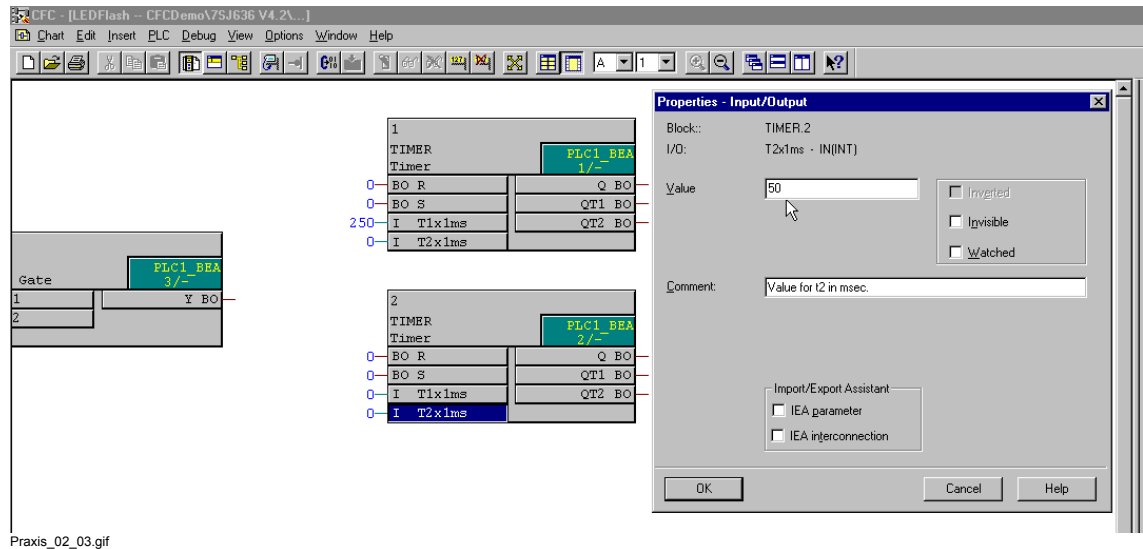 CFC - [LEDFlash -- CFCDemo\7SJ636 V4.2\...]
Chart Edit Insert PLC Debug View Options Window Help
A 1
1
TIMER
Timer
PLC1_BEA
1/-
0 BO R Q BO
0 BO S QT1 BO
250 I T1x1ms QT2 BO
0 I T2x1ms
Gate
PLC1_BEA
3/-
1 Y BO
2
2
TIMER
Timer
PLC1_BEA
2/-
0 BO R Q BO
0 BO S QT1 BO
0 I T1x1ms QT2 BO
0 I T2x1ms
Properties - Input/Output
Block:: TIMER.2
I/O: T2x1ms - IN(INT)
Value 50
Inverted
Invisible
Watched
Comment: Value for t2 in msec.
Import/Export Assistant
IEA parameter
IEA interconnection
OK Cancel Help
Praxis_02_03.gif